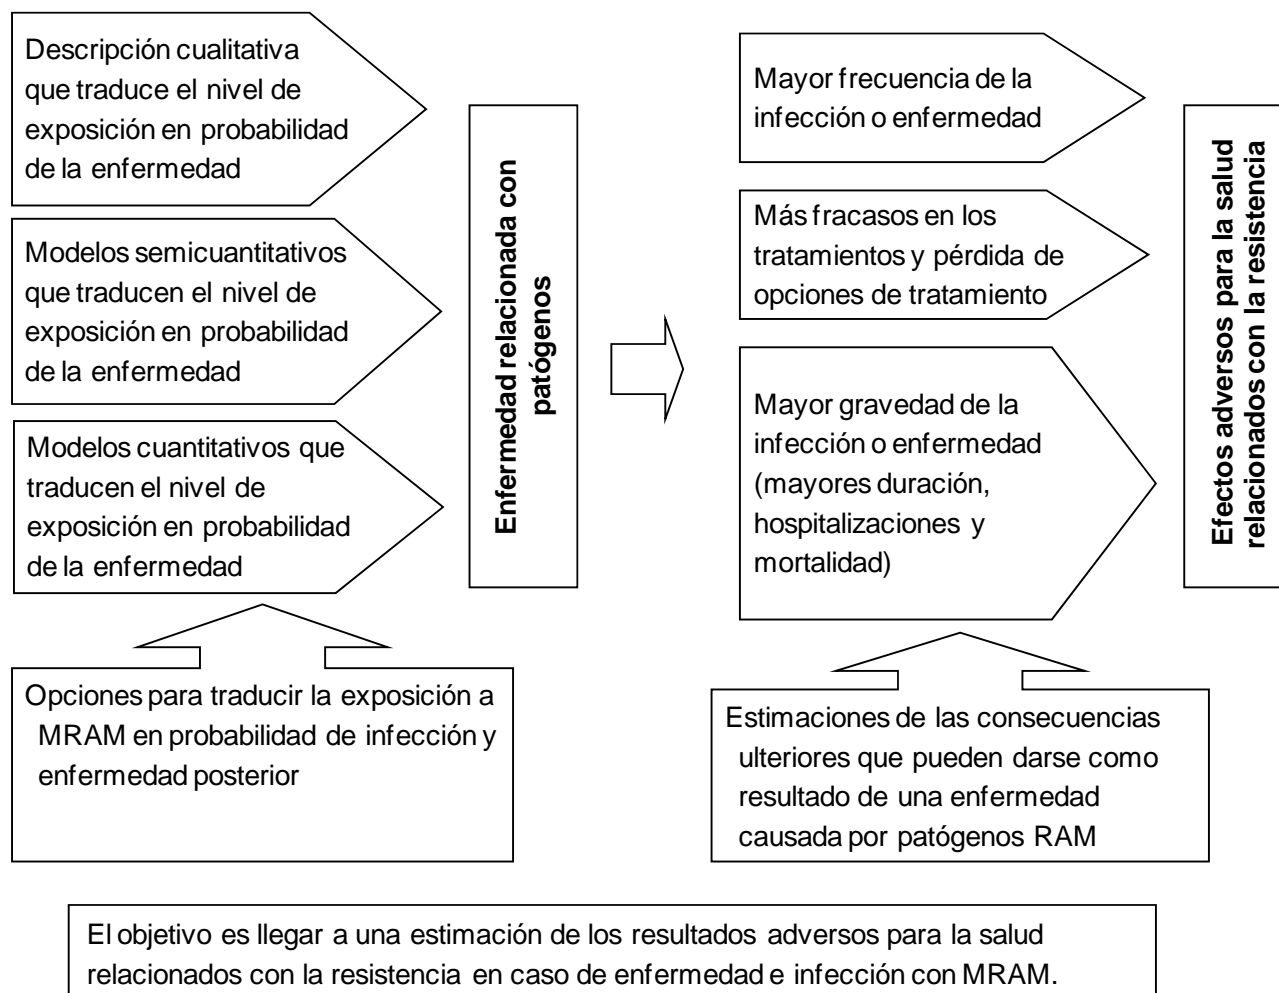 Descripción cualitativa
que traduce el nivel de
exposición en probabilidad
de la enfermedad
Modelos semicuantitativos
que traducen el nivel de
exposición en probabilidad
de la enfermedad
Modelos cuantitativos que
traducen el nivel de
exposición en probabilidad
de la enfermedad
Enfermedad relacionada con
patógenos
Opciones para traducir la exposición a
MRAM en probabilidad de infección y
enfermedad posterior
Mayor frecuencia de la
infección o enfermedad
Más fracasos en los
tratamientos y pérdida de
opciones de tratamiento
Mayor gravedad de la
infección o enfermedad
(mayores duración,
hospitalizaciones y
mortalidad)
Efectos adversos para la salud
relacionados con la resistencia
Estimaciones de las consecuencias
ulteriores que pueden darse como
resultado de una enfermedad
causada por patógenos RAM
El objetivo es llegar a una estimación de los resultados adversos para la salud
relacionados con la resistencia en caso de enfermedad e infección con MRAM.